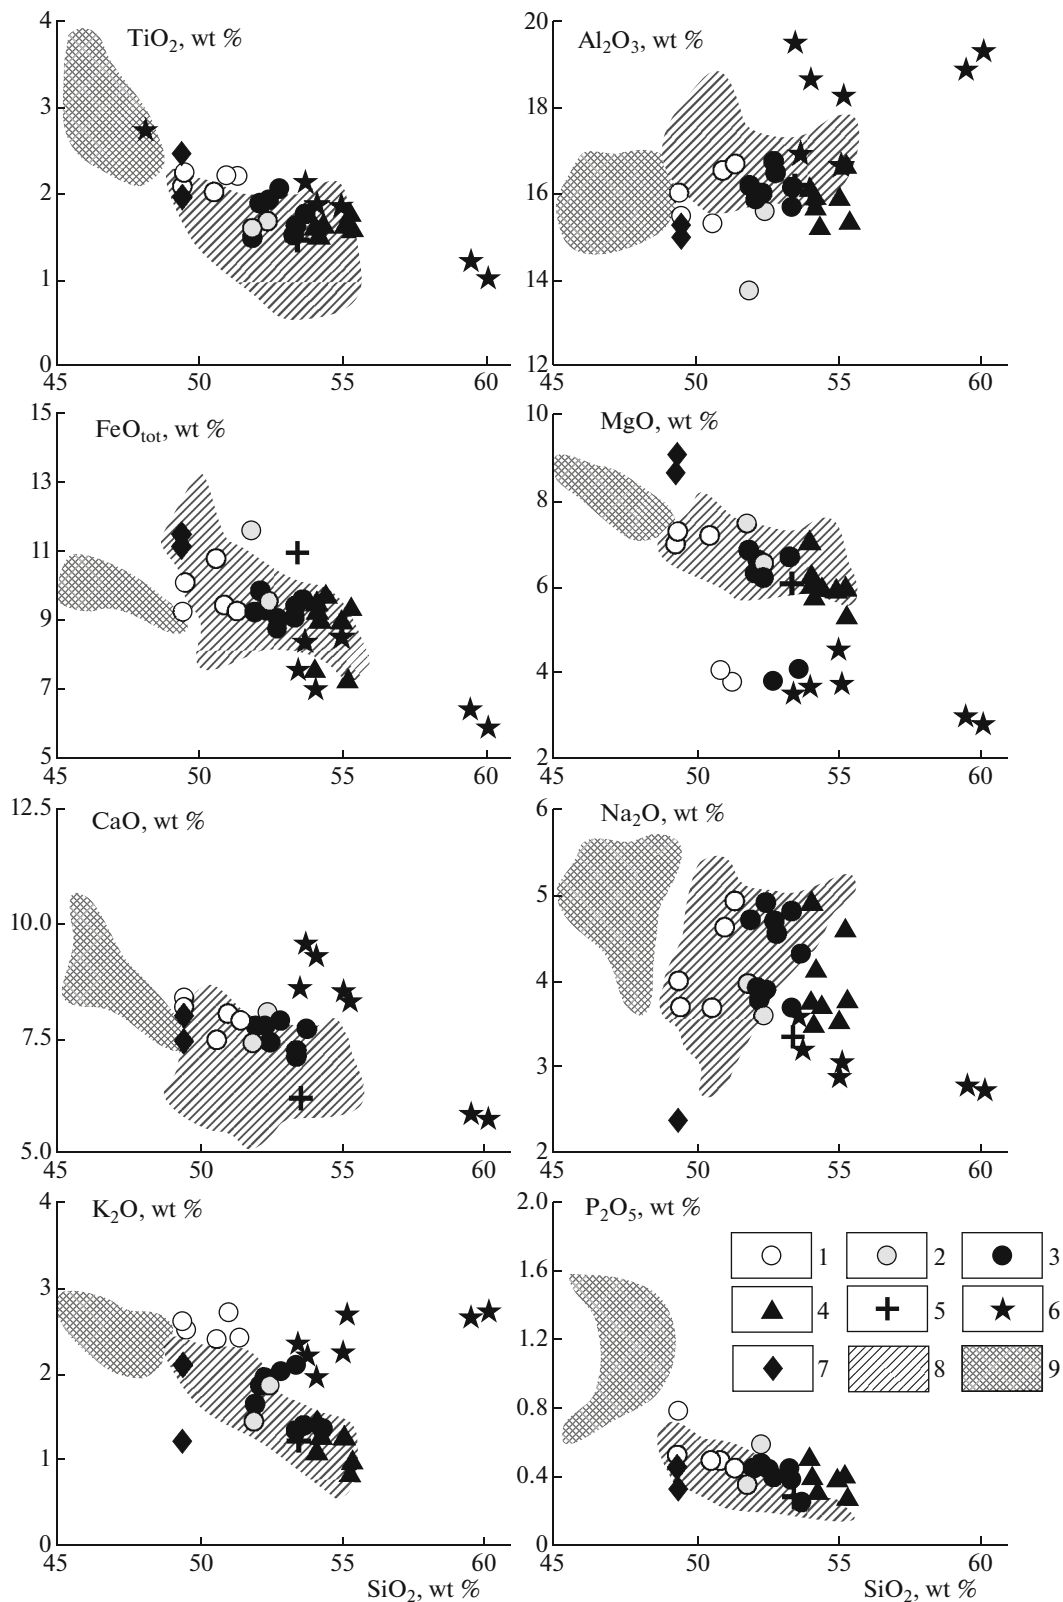 TiO2, wt %
4
3
2
1
0
45 50 55 60
Al2O3, wt %
20
18
16
14
12
45 50 55 60
FeOtot, wt %
15
13
11
9
7
5
45 50 55 60
MgO, wt %
10
8
6
4
2
45 50 55 60
CaO, wt %
12.5
10.0
7.5
5.0
45 50 55 60
Na2O, wt %
6
5
4
3
2
45 50 55 60
K2O, wt %
4
3
2
1
0
45 50 55 60
SiO2, wt %
P2O5, wt %
2.0
1.6
1.2
0.8
0.4
0
45 50 55 60
SiO2, wt %
1 2 3
4 5 6
7 8 9